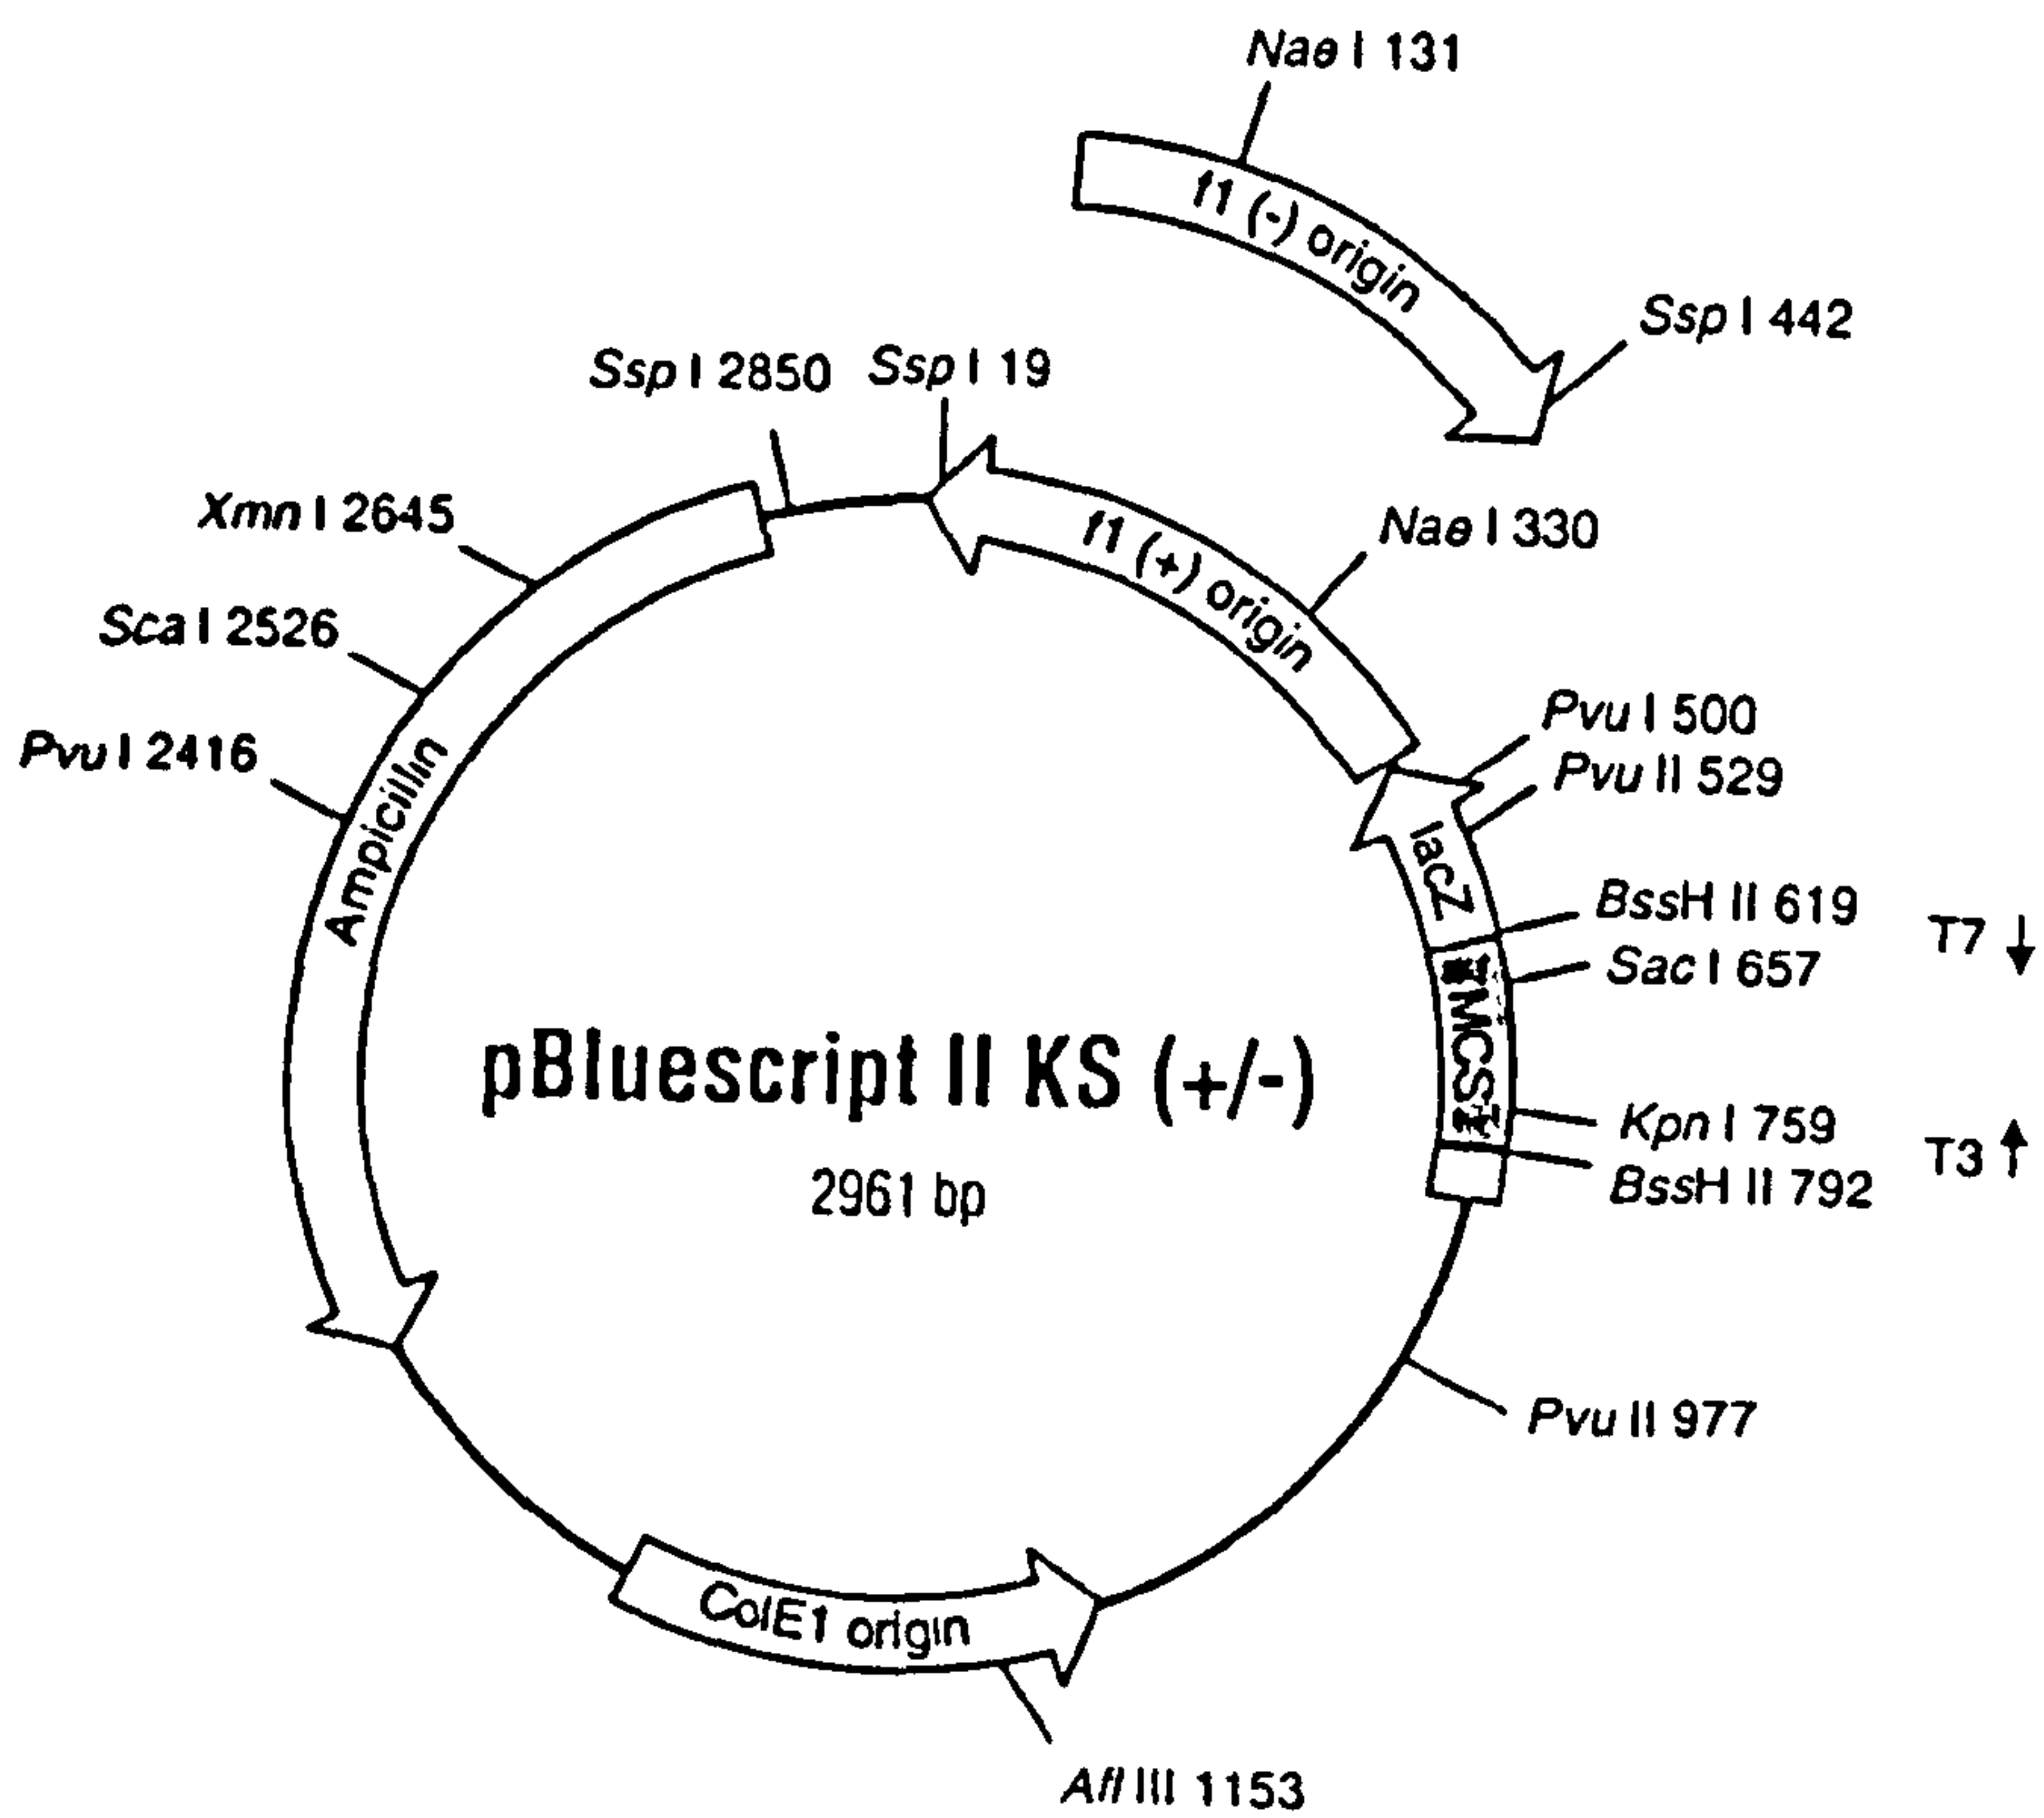 Nae I 131
f1 (-) origin
Ssp I 442
Ssp I 2850
Ssp I 19
Xmn I 2645
f1 (+) origin
Nae I 330
Sca I 2526
Pvu I 2416
Pvu I 500
Pvu II 529
Ampicillin
lacZ
BssH II 619
T7 ↓
Sac I 657
MCS
pBluescript II KS (+/-)
Kpn I 759
T3 ↑
BssH II 792
2961 bp
Pvu II 977
ColE1 origin
Afl III 1153